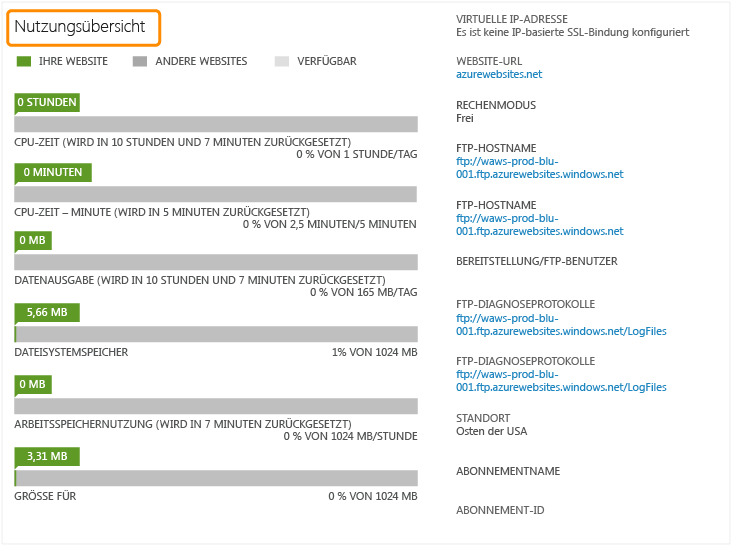 Nutzungsübersicht
IHRE WEBSITE
ANDERE WEBSITES
VERFÜGBAR
0 STUNDEN
CPU-ZEIT (WIRD IN 10 STUNDEN UND 7 MINUTEN ZURÜCKGESETZT)
0 % VON 1 STUNDE/TAG
0 MINUTEN
CPU-ZEIT – MINUTE (WIRD IN 5 MINUTEN ZURÜCKGESETZT)
0 % VON 2,5 MINUTEN/5 MINUTEN
0 MB
DATENAUSGABE (WIRD IN 10 STUNDEN UND 7 MINUTEN ZURÜCKGESETZT)
0 % VON 165 MB/TAG
5,66 MB
DATEISYSTEMSPEICHER
1% VON 1024 MB
0 MB
ARBEITSSPEICHERNUTZUNG (WIRD IN 7 MINUTEN ZURÜCKGESETZT)
0 % VON 1024 MB/STUNDE
3,31 MB
GRÖSSE FÜR
0 % VON 1024 MB
VIRTUELLE IP-ADRESSE
Es ist keine IP-basierte SSL-Bindung konfiguriert
WEBSITE-URL
azurewebsites.net
RECHENMODUS
Frei
FTP-HOSTNAME
ftp://waws-prod-blu-
001.ftp.azurewebsites.windows.net
FTP-HOSTNAME
ftp://waws-prod-blu-
001.ftp.azurewebsites.windows.net
BEREITSTELLUNG/FTP-BENUTZER
FTP-DIAGNOSEPROTOKOLLE
ftp://waws-prod-blu-
001.ftp.azurewebsites.windows.net/LogFiles
FTP-DIAGNOSEPROTOKOLLE
ftp://waws-prod-blu-
001.ftp.azurewebsites.windows.net/LogFiles
STANDORT
Osten der USA
ABONNEMENTNAME
ABONNEMENT-ID